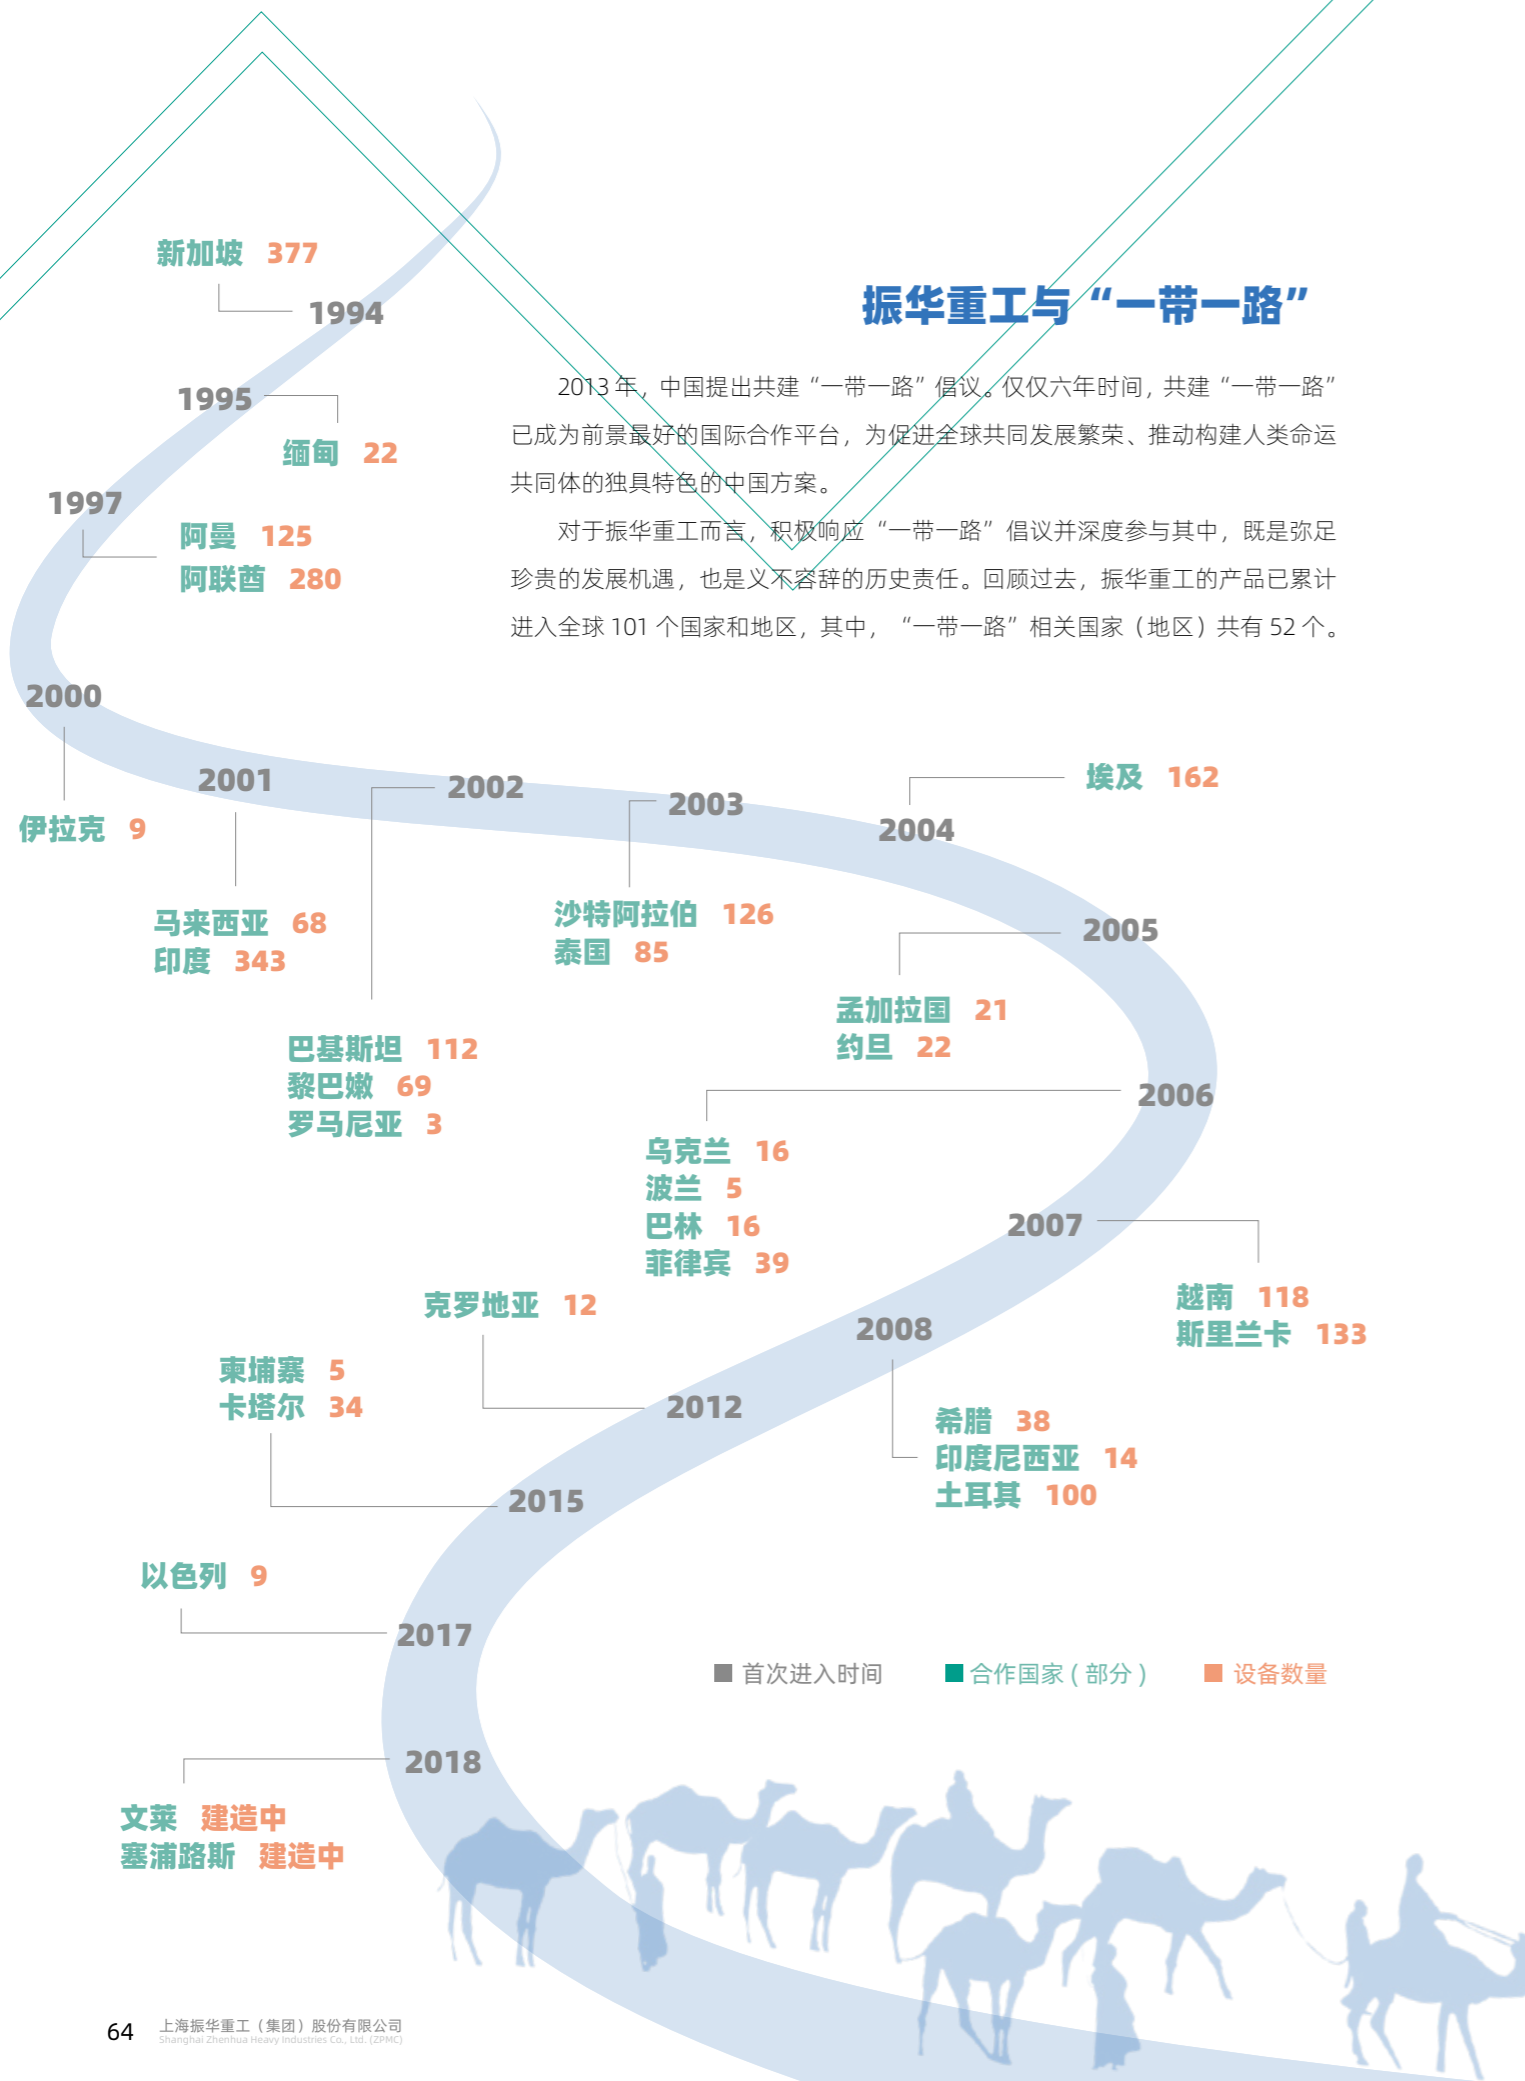 新加坡 377
1994
振华重工与“一带一路”
1995
2013 年，中国提出共建“一带一路”倡议。仅仅六年时间，共建“一带一路”
已成为前景最好的国际合作平台，为促进全球共同发展繁荣、推动构建人类命运
共同体的独具特色的中国方案。
对于振华重工而言，积极响应“一带一路”倡议并深度参与其中，既是弥足
珍贵的发展机遇，也是义不容辞的历史责任。回顾过去，振华重工的产品已累计
进入全球 101 个国家和地区，其中，“一带一路”相关国家（地区）共有 52 个。
缅甸 22
1997
阿曼 125
阿联酋 280
2000
伊拉克 9
2001
马来西亚 68
印度 343
2002
巴基斯坦 112
黎巴嫩 69
罗马尼亚 3
2003
沙特阿拉伯 126
泰国 85
埃及 162
2004
2005
孟加拉国 21
约旦 22
2006
乌克兰 16
波兰 5
巴林 16
菲律宾 39
2007
越南 118
斯里兰卡 133
2008
希腊 38
印度尼西亚 14
土耳其 100
克罗地亚 12
2012
柬埔寨 5
卡塔尔 34
2015
以色列 9
2017
首次进入时间 合作国家 ( 部分 ) 设备数量
2018
文莱 建造中
塞浦路斯 建造中
64 上海振华重工（集团）股份有限公司
Shanghai Zhenhua Heavy Industries Co., Ltd. (ZPMC)